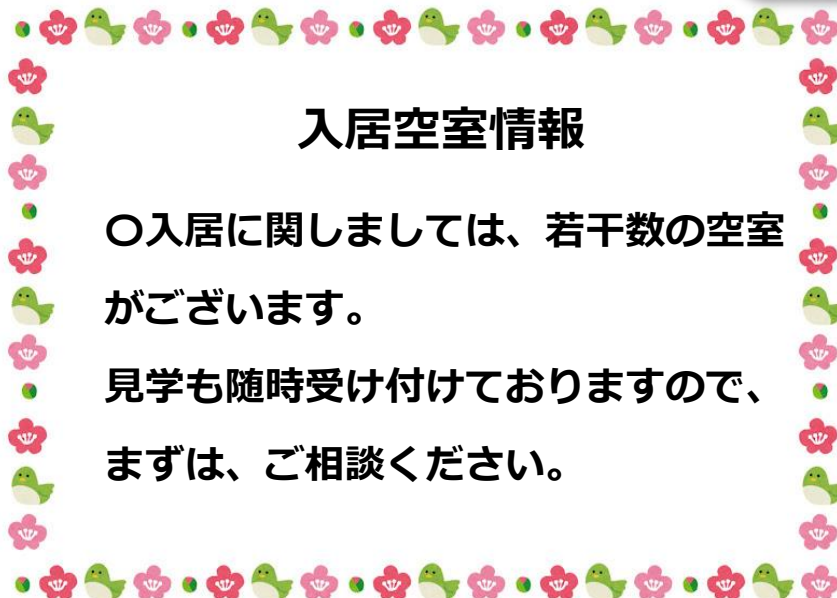 入居空室情報
〇入居に関しましては、若干数の空室
がございます。
見学も随時受け付けておりますので、
まずは、ご相談ください。